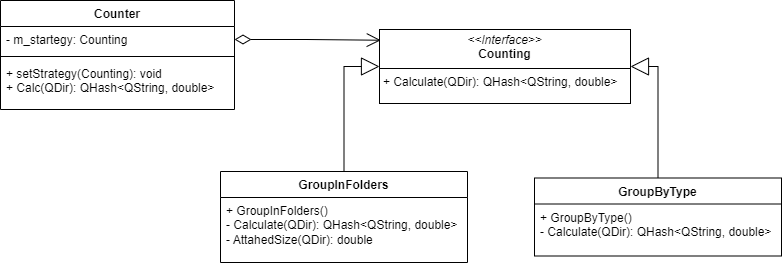 Counter
- m_startegy: Counting
+ setStrategy(Counting): void
+ Calc(QDir): QHash<QString, double>
<<Interface>>
Counting
+ Calculate(QDir): QHash<QString, double>
GroupInFolders
+ GroupInFolders()
- Calculate(QDir): QHash<QString, double>
- AttahedSize(QDir): double
GroupByType
+ GroupByType()
- Calculate(QDir): QHash<QString, double>